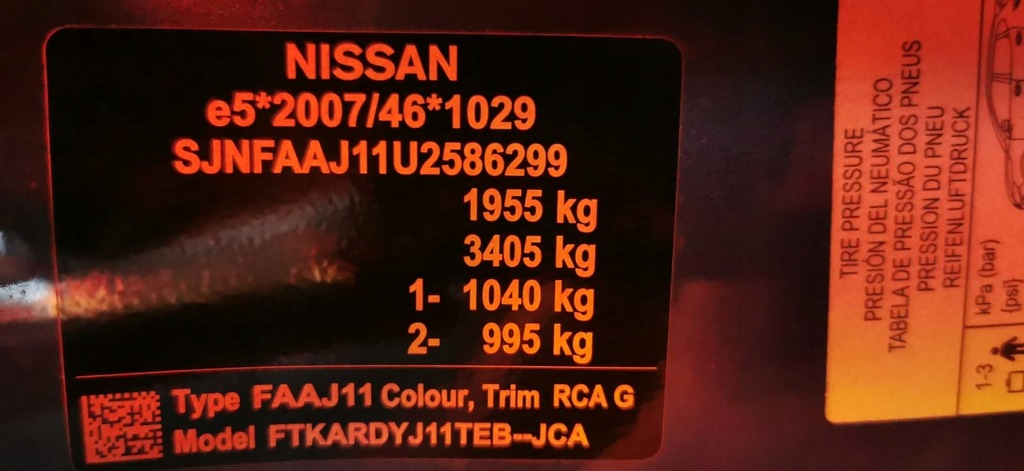 NISSAN
e5*2007/46*1029
SJNFAAJ11U2586299
1955 kg
3405 kg
1- 1040 kg
2- 995 kg
Type FAAJ11 Colour, Trim RCA G
Model FTKARDYJ11TEB--JCA
TIRE PRESSURE
PRESIÓN DEL NEUMÁTICO
TABELA DE PRESSÃO DOS PNEUS
PRESSION DU PNEU
REIFENLUFTDRUCK
kPa (bar)
{psi}
1-3